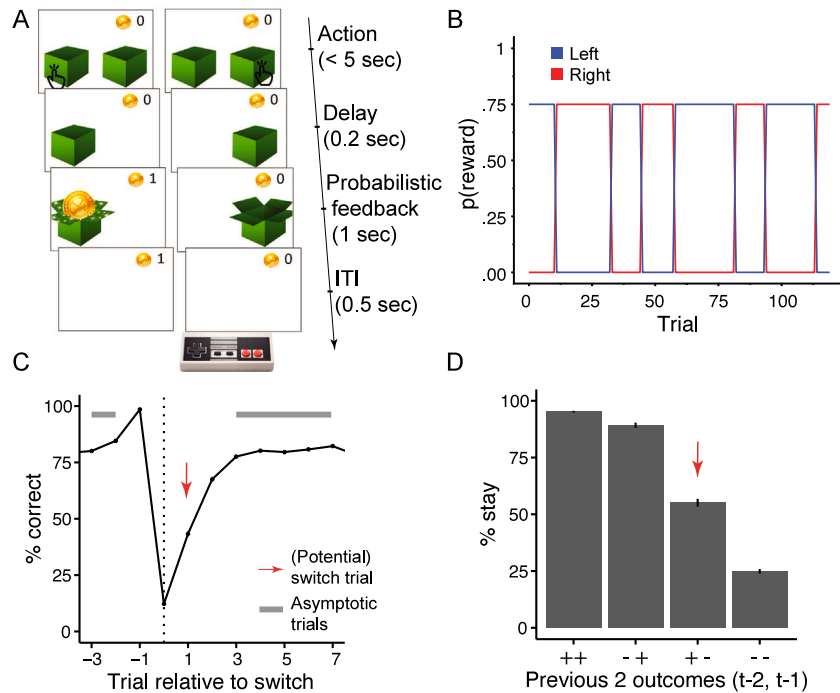 A
0
0
Action
(< 5 sec)
0
0
Delay
(0.2 sec)
1
0
Probabilistic
feedback
(1 sec)
1
0
ITI
(0.5 sec)
B
1
.75
.50
.25
.00
p(reward)
Left
Right
0
25
50
75
100
Trial
C
100
75
50
25
0
% correct
(Potential)
switch trial
Asymptotic
trials
−3
−1
1
3
5
7
Trial relative to switch
D
100
75
50
25
0
% stay
++
- +
+ -
- -
Previous 2 outcomes (t-2, t-1)